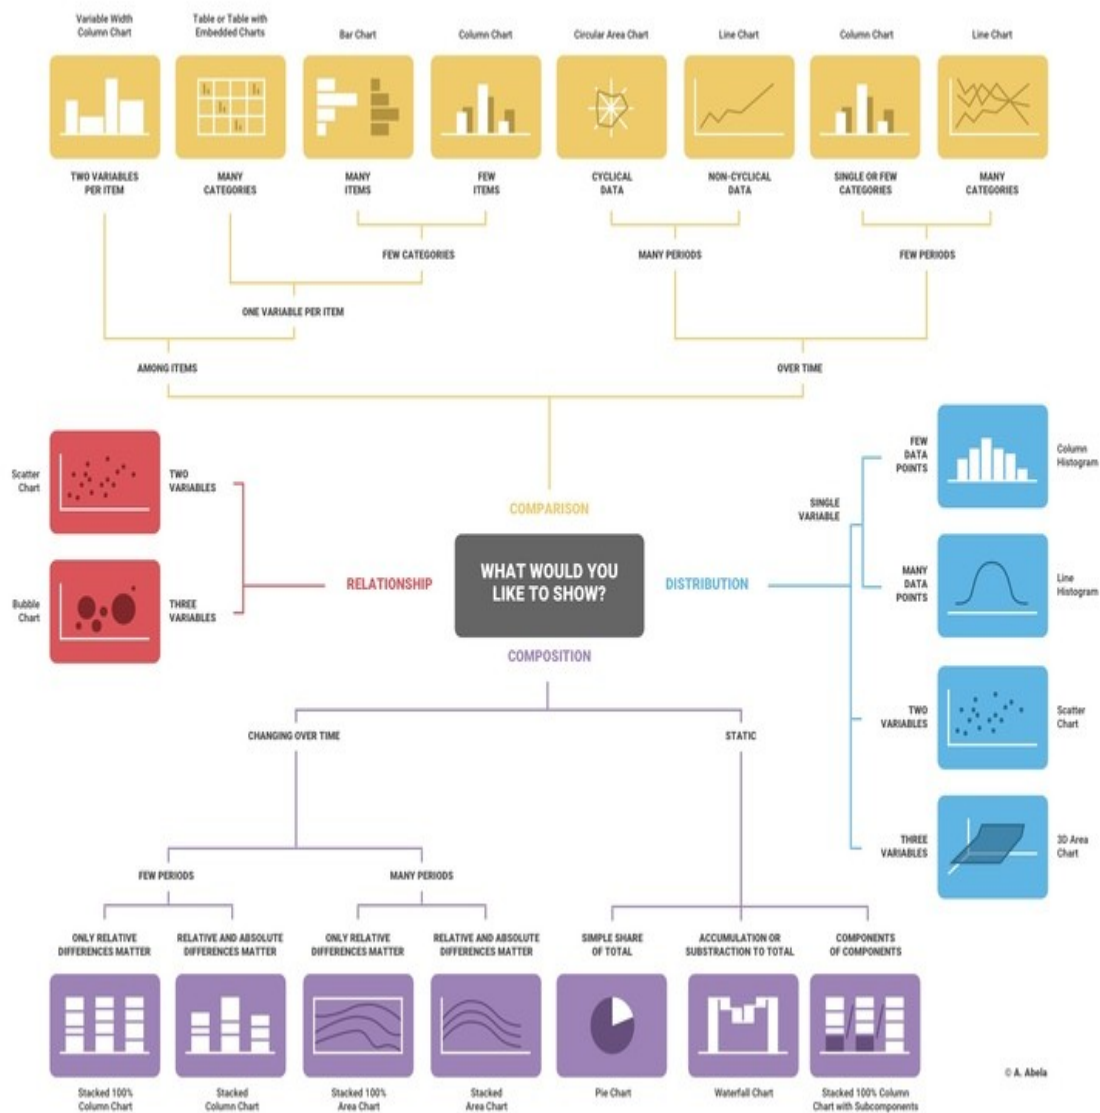 Variable Width
Column Chart
Table or Table with
Embedded Charts
Bar Chart
Column Chart
Circular Area Chart
Line Chart
Column Chart
Line Chart
TWO VARIABLES
PER ITEM
MANY
CATEGORIES
MANY
ITEMS
FEW
ITEMS
CYCLICAL
DATA
NON-CYCLICAL
DATA
SINGLE OR FEW
CATEGORIES
MANY
CATEGORIES
FEW CATEGORIES
MANY PERIODS
FEW PERIODS
ONE VARIABLE PER ITEM
AMONG ITEMS
OVER TIME
Scatter
Chart
TWO
VARIABLES
Bubble
Chart
THREE
VARIABLES
RELATIONSHIP
COMPARISON
WHAT WOULD YOU
LIKE TO SHOW?
DISTRIBUTION
COMPOSITION
SINGLE
VARIABLE
FEW
DATA
POINTS
Column
Histogram
MANY
DATA
POINTS
Line
Histogram
TWO
VARIABLES
Scatter
Chart
THREE
VARIABLES
3D Area
Chart
CHANGING OVER TIME
STATIC
FEW PERIODS
MANY PERIODS
ONLY RELATIVE
DIFFERENCES MATTER
RELATIVE AND ABSOLUTE
DIFFERENCES MATTER
ONLY RELATIVE
DIFFERENCES MATTER
RELATIVE AND ABSOLUTE
DIFFERENCES MATTER
SIMPLE SHARE
OF TOTAL
ACCUMULATION OR
SUBSTRACTION TO TOTAL
COMPONENTS
OF COMPONENTS
Stacked 100%
Column Chart
Stacked
Column Chart
Stacked 100%
Area Chart
Stacked
Area Chart
Pie Chart
Waterfall Chart
Stacked 100% Column
Chart with Subcomponents
© A. Abela